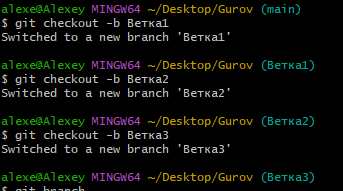 alexe@Alexey MINGW64 ~/Desktop/Gurov (main)
$ git checkout -b Ветка1
Switched to a new branch 'Ветка1'
alexe@Alexey MINGW64 ~/Desktop/Gurov (Ветка1)
$ git checkout -b Ветка2
Switched to a new branch 'Ветка2'
alexe@Alexey MINGW64 ~/Desktop/Gurov (Ветка2)
$ git checkout -b Ветка3
Switched to a new branch 'Ветка3'
alexe@Alexey MINGW64 ~/Desktop/Gurov (Ветка3)
$ git branch